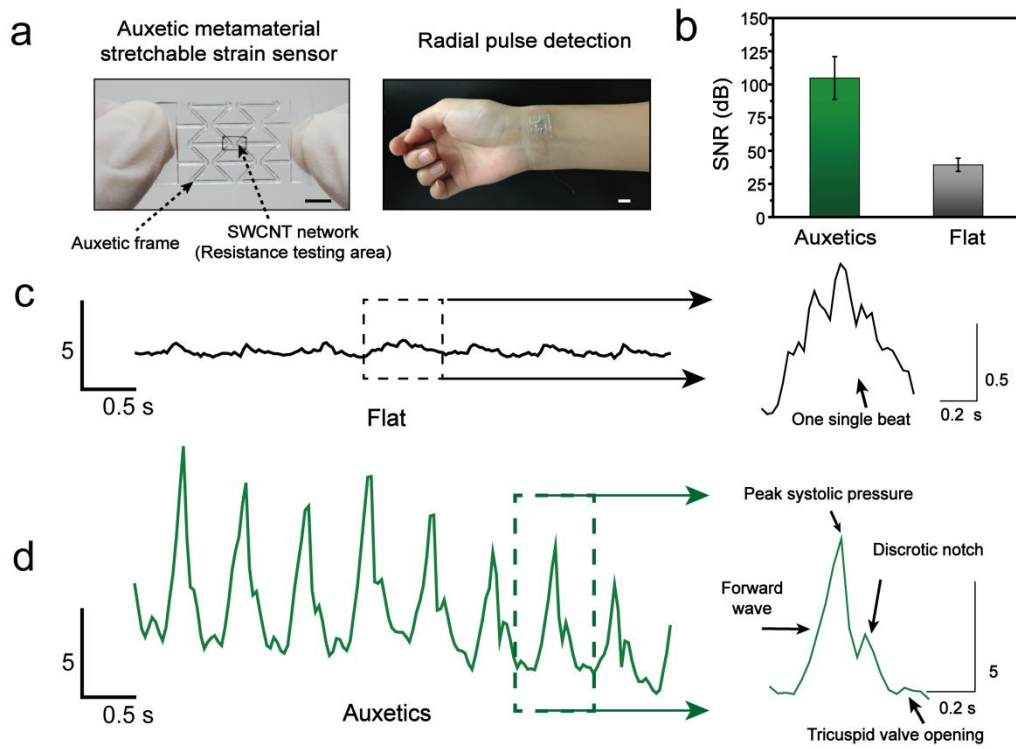 a
Auxetic metamaterial
stretchable strain sensor
Auxetic frame
SWCNT network
(Resistance testing area)
Radial pulse detection
b
SNR (dB)
150
125
100
75
50
25
0
Auxetics
Flat
c
5
0.5 s
Flat
One single beat
0.5
0.2 s
d
5
0.5 s
Auxetics
Peak systolic pressure
Discrotic notch
Forward
wave
5
0.2 s
Tricuspid valve opening